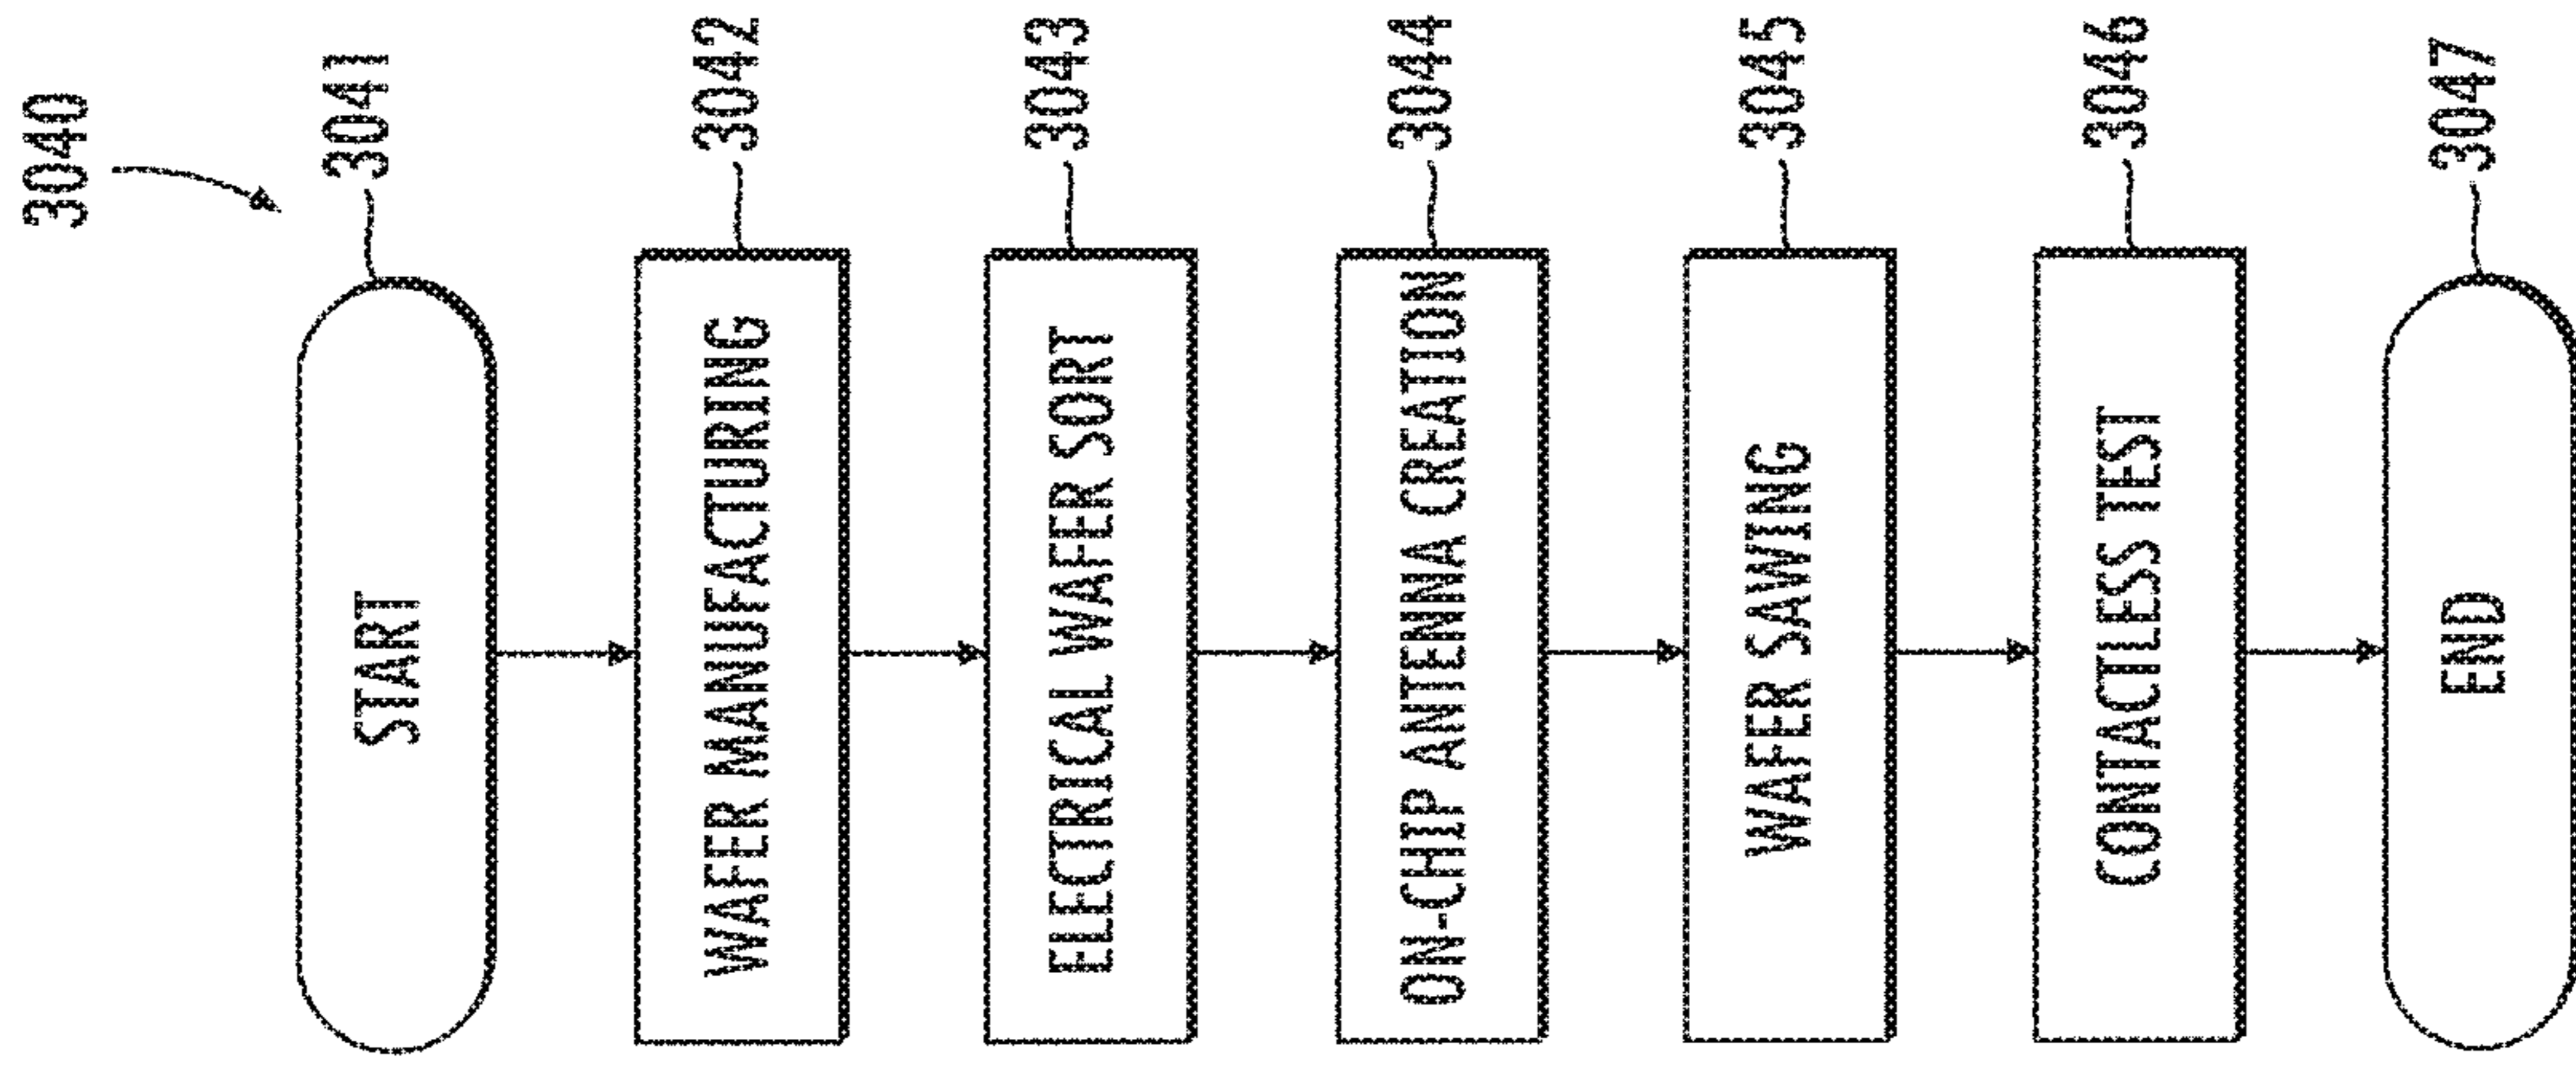 3040
START
3041
WAFER MANUFACTURING
3042
ELECTRICAL WAFER SORT
3043
ON-CHIP ANTENNA CREATION
3044
WAFER SAWING
3045
CONTACTLESS TEST
3046
END
3047